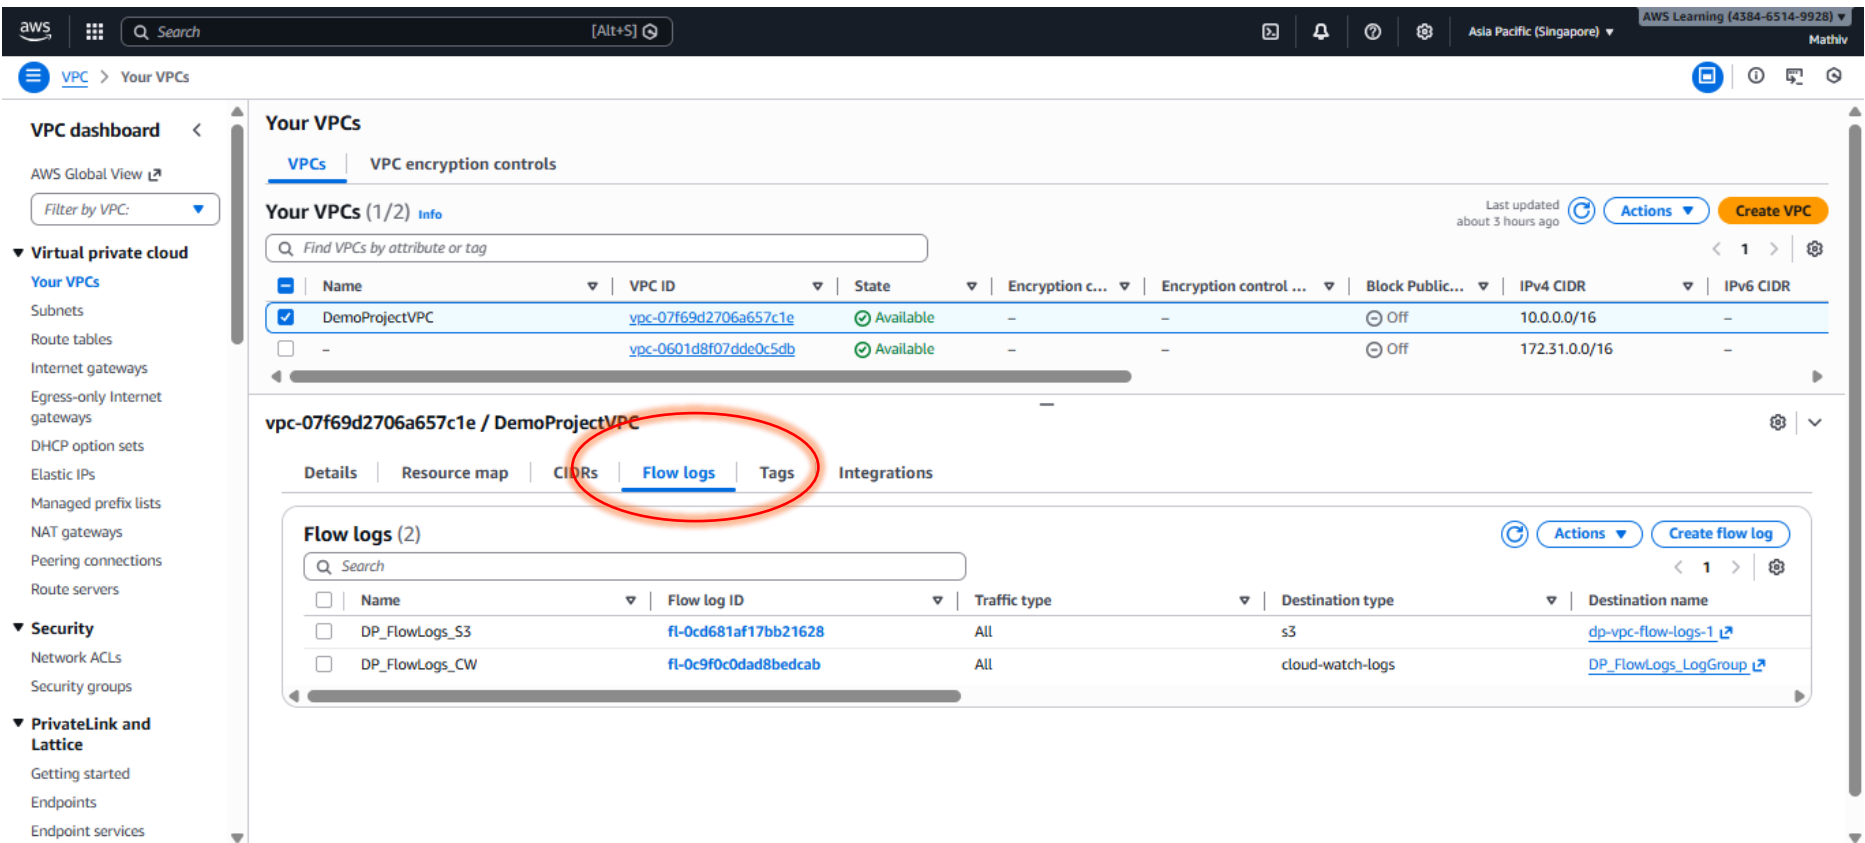 aws
Search [Alt+S]
Asia Pacific (Singapore) ▼
AWS Learning (4384-6514-9928) ▼
Mathiv
VPC > Your VPCs
VPC dashboard
AWS Global View
Filter by VPC:
Virtual private cloud
Your VPCs
Subnets
Route tables
Internet gateways
Egress-only Internet
gateways
DHCP option sets
Elastic IPs
Managed prefix lists
NAT gateways
Peering connections
Route servers
Security
Network ACLs
Security groups
PrivateLink and
Lattice
Getting started
Endpoints
Endpoint services
Your VPCs
VPCs VPC encryption controls
Your VPCs (1/2) Info
Last updated
about 3 hours ago
Actions Create VPC
Find VPCs by attribute or tag
1
Name VPC ID State Encryption c... Encryption control ... Block Public... IPv4 CIDR IPv6 CIDR
DemoProjectVPC vpc-07f69d2706a657c1e Available – – Off 10.0.0.0/16 –
– vpc-0601d8f07dde0c5db Available – – Off 172.31.0.0/16 –
vpc-07f69d2706a657c1e / DemoProjectVPC
Details Resource map CIDRs Flow logs Tags Integrations
Flow logs (2)
Actions Create flow log
Search
1
Name Flow log ID Traffic type Destination type Destination name
DP_FlowLogs_S3 fl-0cd681af17bb21628 All s3 dp-vpc-flow-logs-1
DP_FlowLogs_CW fl-0c9f0c0dad8bedcab All cloud-watch-logs DP_FlowLogs_LogGroup